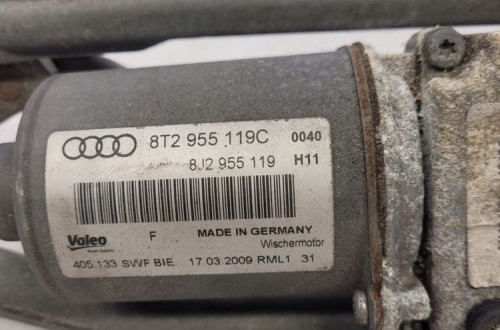 8T2 955 119C 0040
8J2 955 119 H11
Valeo F MADE IN GERMANY
Wischermotor
405.133 SWF BIE 17.03.2009 RML1 31